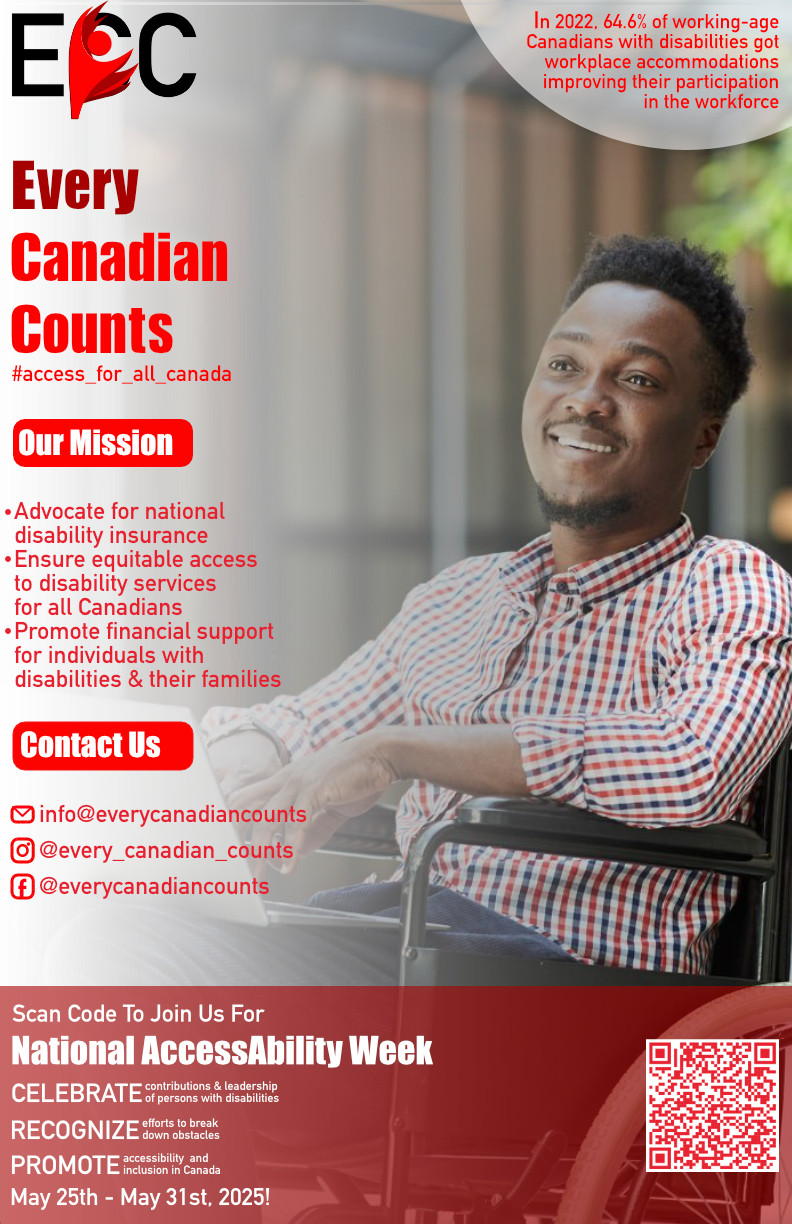 ECC
In 2022, 64.6% of working-age
Canadians with disabilities got
workplace accommodations
improving their participation
in the workforce
Every
Canadian
Counts
#access_for_all_canada
Our Mission
•Advocate for national
disability insurance
•Ensure equitable access
to disability services
for all Canadians
•Promote financial support
for individuals with
disabilities & their families
Contact Us
info@everycanadiancounts
@every_canadian_counts
@everycanadiancounts
Scan Code To Join Us For
National AccessAbility Week
CELEBRATE contributions & leadership
of persons with disabilities
RECOGNIZE efforts to break
down obstacles
PROMOTE accessibility and
inclusion in Canada
May 25th - May 31st, 2025!